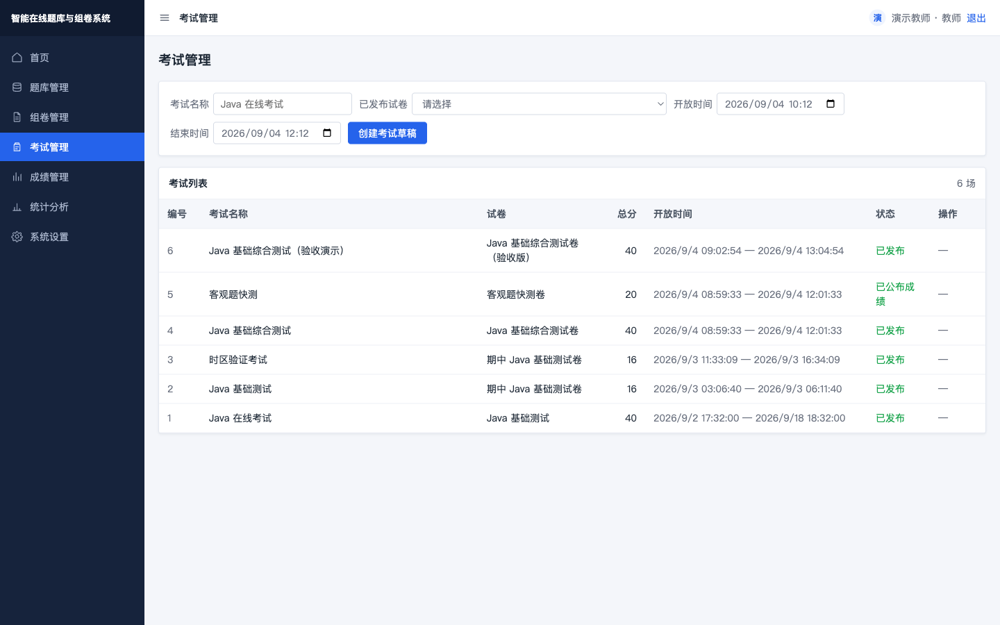 智能在线题库与组卷系统
考试管理
演 演示教师 · 教师 退出
首页
题库管理
组卷管理
考试管理
成绩管理
统计分析
系统设置
考试管理
考试名称 Java 在线考试 已发布试卷 请选择 开放时间 2026/09/04 10:12
结束时间 2026/09/04 12:12 创建考试草稿
考试列表 6 场
编号 考试名称 试卷 总分 开放时间 状态 操作
6 Java 基础综合测试（验收演示） Java 基础综合测试卷（验收版） 40 2026/9/4 09:02:54 — 2026/9/4 13:04:54 已发布 —
5 客观题快测 客观题快测卷 20 2026/9/4 08:59:33 — 2026/9/4 12:01:33 已公布成绩 —
4 Java 基础综合测试 Java 基础综合测试卷 40 2026/9/4 08:59:33 — 2026/9/4 12:01:33 已发布 —
3 时区验证考试 期中 Java 基础测试卷 16 2026/9/3 11:33:09 — 2026/9/3 16:34:09 已发布 —
2 Java 基础测试 期中 Java 基础测试卷 16 2026/9/3 03:06:40 — 2026/9/3 06:11:40 已发布 —
1 Java 在线考试 Java 基础测试 40 2026/9/2 17:32:00 — 2026/9/18 18:32:00 已发布 —